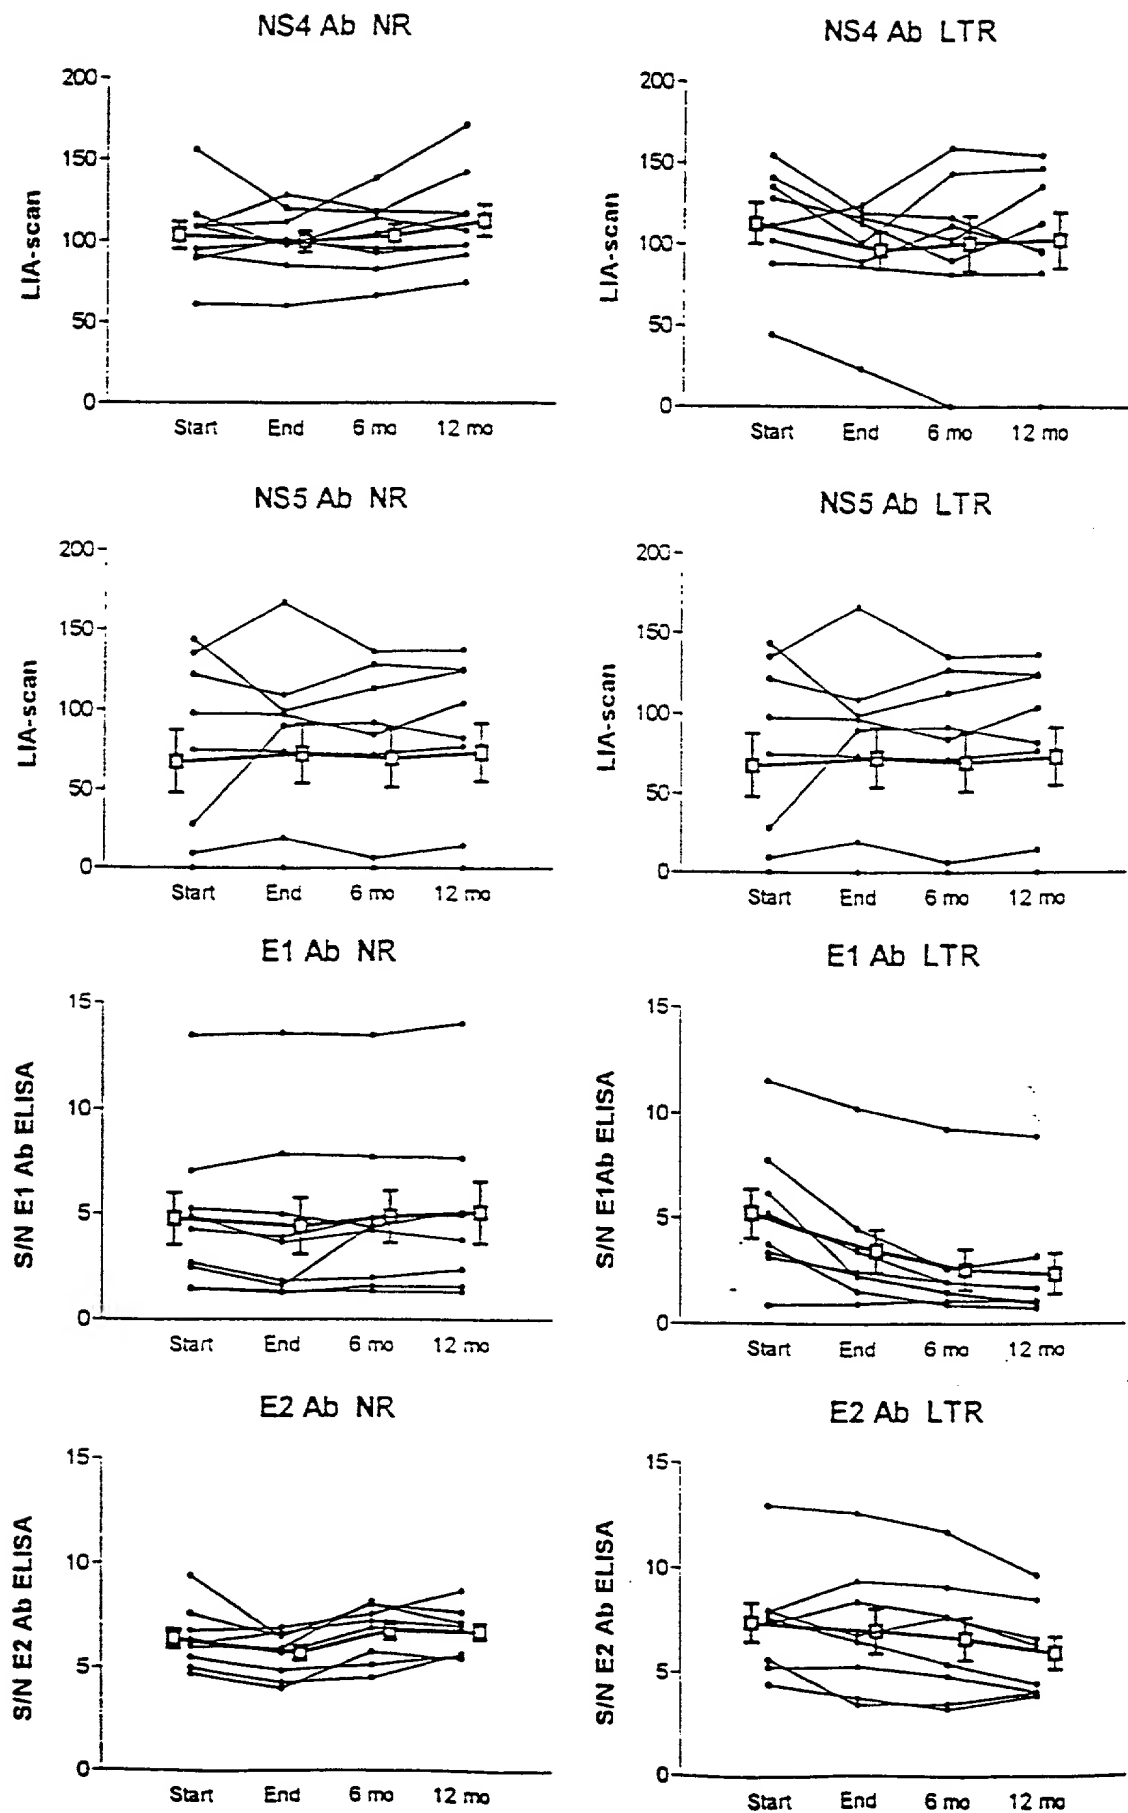 NS4 Ab NR
LIA-scan
200
150
100
50
0
Start End 6 mo 12 mo
NS4 Ab LTR
LIA-scan
200
150
100
50
0
Start End 6 mo 12 mo
NS5 Ab NR
LIA-scan
200
150
100
50
0
Start End 6 mo 12 mo
NS5 Ab LTR
LIA-scan
200
150
100
50
0
Start End 6 mo 12 mo
E1 Ab NR
S/N E1 Ab ELISA
15
10
5
0
Start End 6 mo 12 mo
E1 Ab LTR
S/N E1Ab ELISA
15
10
5
0
Start End 6 mo 12 mo
E2 Ab NR
S/N E2 Ab ELISA
15
10
5
0
Start End 6 mo 12 mo
E2 Ab LTR
S/N E2 Ab ELISA
15
10
5
0
Start End 6 mo 12 mo